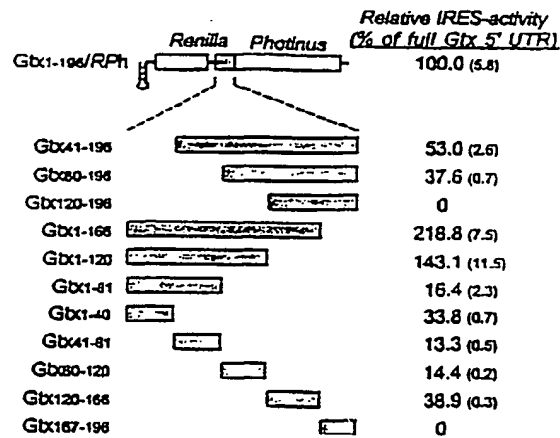 Relative IRES-activity
(% of full Gtx 5' UTR)
Renilla
Photinus
Gtx1-196/RPh 100.0 (5.8)
Gtx41-196 53.0 (2.6)
Gtx80-196 37.6 (0.7)
Gtx120-196 0
Gtx1-166 218.8 (7.5)
Gtx1-120 143.1 (11.5)
Gtx1-81 16.4 (2.3)
Gtx1-40 33.8 (0.7)
Gtx41-81 13.3 (0.5)
Gtx80-120 14.4 (0.2)
Gtx120-166 38.9 (0.3)
Gtx167-196 0